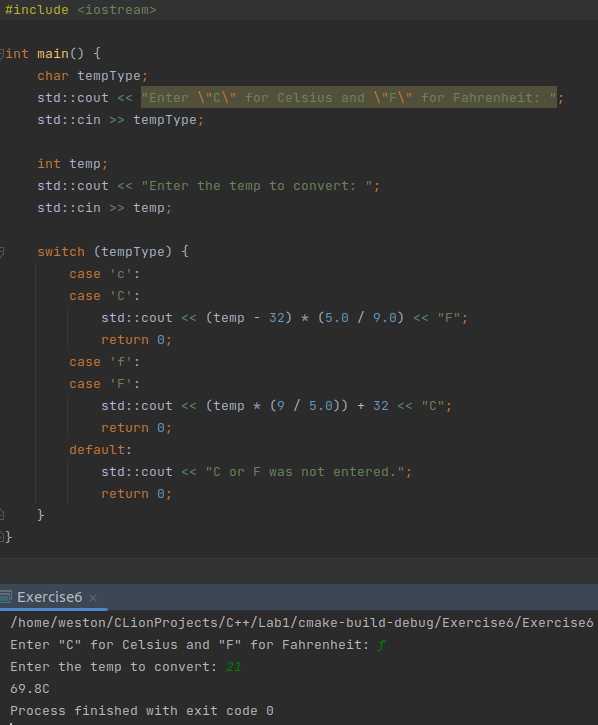 #include <iostream>
int main() {
char tempType;
std::cout << "Enter \"C\" for Celsius and \"F\" for Fahrenheit: ";
std::cin >> tempType;
int temp;
std::cout << "Enter the temp to convert: ";
std::cin >> temp;
switch (tempType) {
case 'c':
case 'C':
std::cout << (temp - 32) * (5.0 / 9.0) << "F";
return 0;
case 'f':
case 'F':
std::cout << (temp * (9 / 5.0)) + 32 << "C";
return 0;
default:
std::cout << "C or F was not entered.";
return 0;
}
}
Exercise6 ×
/home/weston/CLionProjects/C++/Lab1/cmake-build-debug/Exercise6/Exercise6
Enter "C" for Celsius and "F" for Fahrenheit: f
Enter the temp to convert: 21
69.8C
Process finished with exit code 0